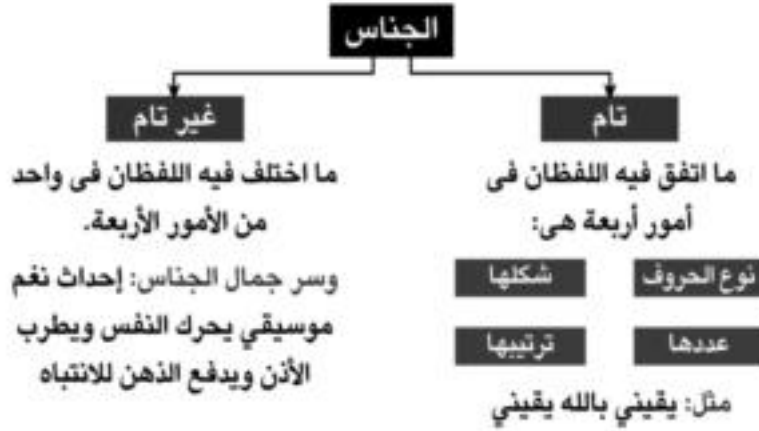 الجناس
تام
ما اتفق فيه اللفظان فى
أمور أربعة هى:
نوع الحروف
شكلها
عددها
ترتيبها
مثل: يقيني بالله يقيني
غير تام
ما اختلف فيه اللفظان فى واحد
من الأمور الأربعة.
وسر جمال الجناس: إحداث نغم
موسيقي يحرك النفس ويطرب
الأذن ويدفع الذهن للانتباه